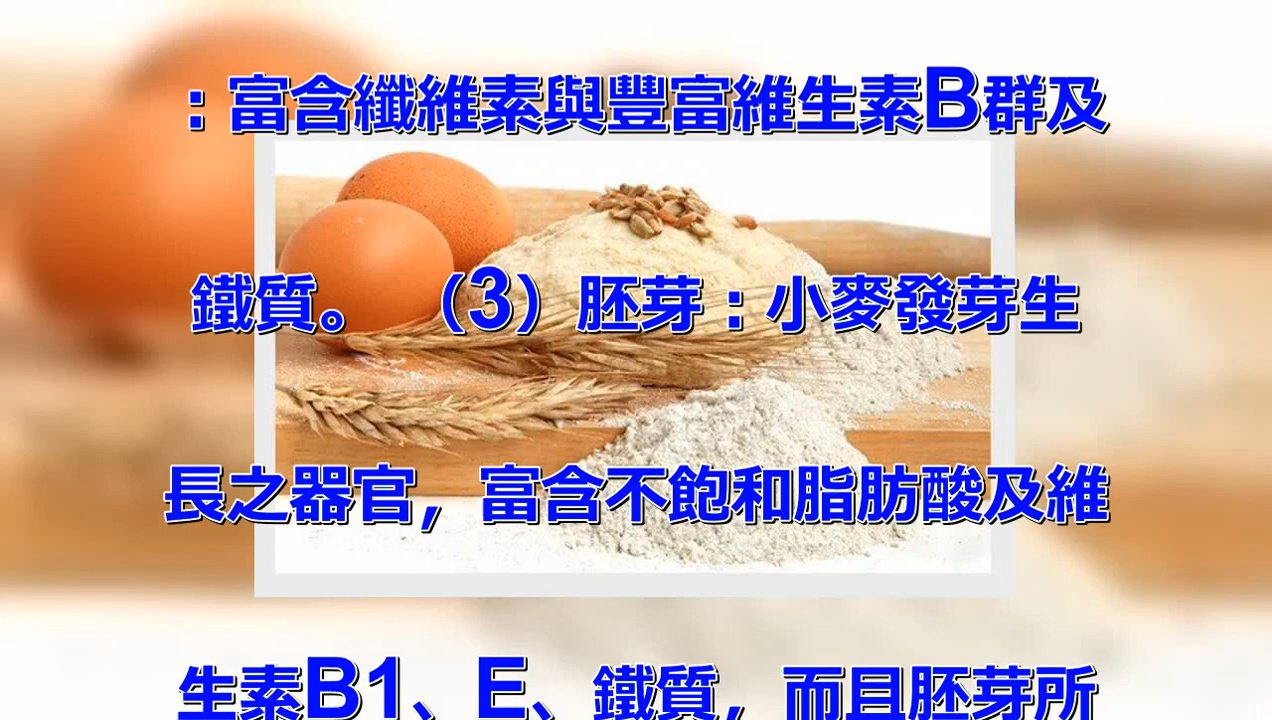 ：富含纖維素與豐富維生素B群及
鐵質。 （3）胚芽：小麥發芽生
長之器官，富含不飽和脂肪酸及維
生素B1、E、鐵質，而且胚芽所